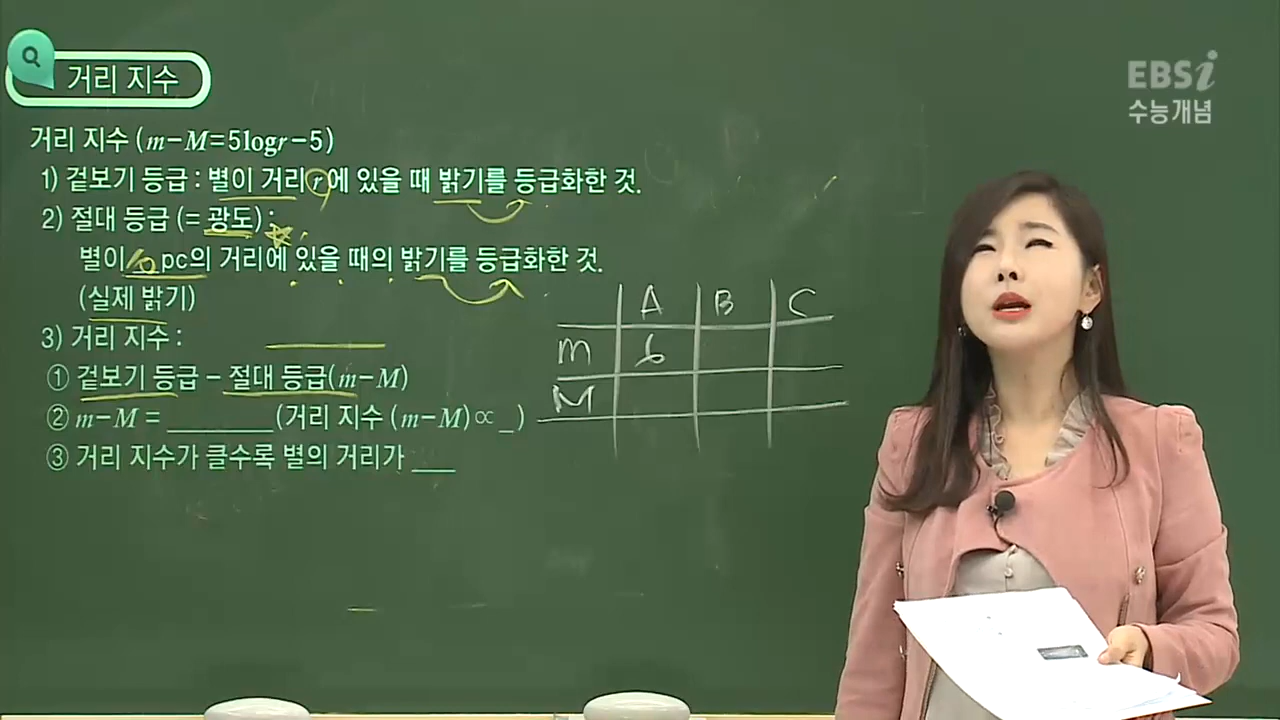 거리 지수
EBSi
수능개념
거리 지수 (m-M=5logr-5)
1) 겉보기 등급 : 별이 거리 r에 있을 때 밝기를 등급화한 것.
2) 절대 등급 (= 광도) :
별이 10 pc의 거리에 있을 때의 밝기를 등급화한 것.
(실제 밝기)
3) 거리 지수 :
① 겉보기 등급 - 절대 등급(m-M)
② m-M = ________ (거리 지수 (m-M)∝ _)
③ 거리 지수가 클수록 별의 거리가 ___
A B C
m 6
M